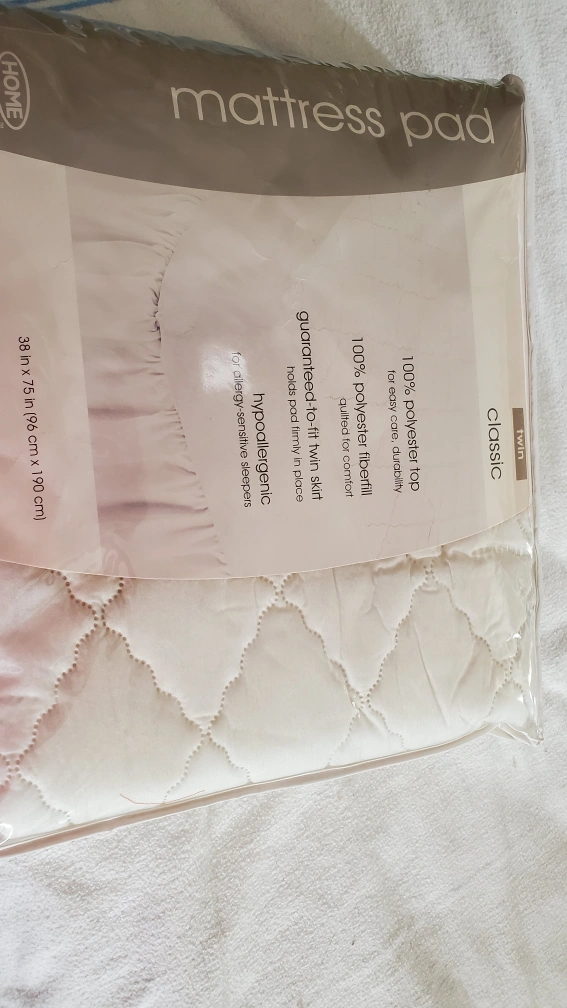 HOME
mattress pad
twin
classic
100% polyester top
for easy care, durability
100% polyester fiberfill
quilted for comfort
guaranteed-to-fit twin skirt
holds pad firmly in place
hypoallergenic
for allergy-sensitive sleepers
38 in x 75 in (96 cm x 190 cm)